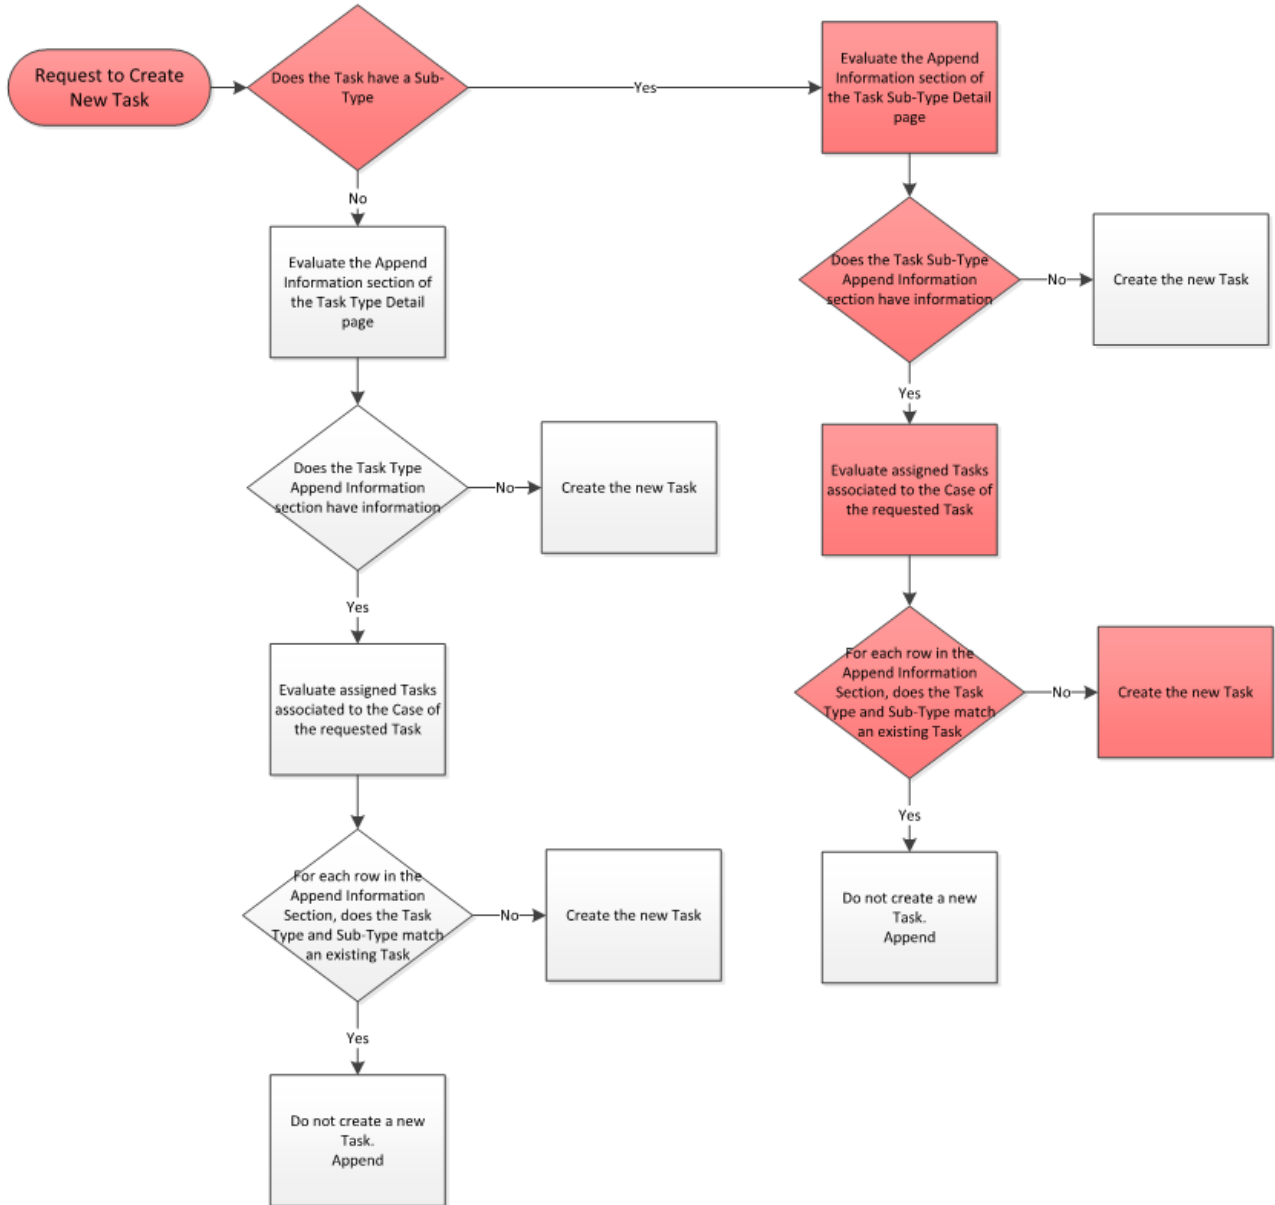 Request to Create
New Task
Does the Task have a Sub-
Type
Yes
Evaluate the Append
Information section of
the Task Sub-Type Detail
page
No
Evaluate the Append
Information section of
the Task Type Detail
page
Does the Task Sub-Type
Append Information
section have information
No
Create the new Task
Yes
Does the Task Type
Append Information
section have information
No
Create the new Task
Evaluate assigned Tasks
associated to the Case of
the requested Task
Yes
Evaluate assigned Tasks
associated to the Case of
the requested Task
For each row in the
Append Information
Section, does the Task
Type and Sub-Type match
an existing Task
No
Create the new Task
Yes
For each row in the
Append Information
Section, does the Task
Type and Sub-Type match
an existing Task
No
Create the new Task
Do not create a new
Task.
Append
Yes
Do not create a new
Task.
Append